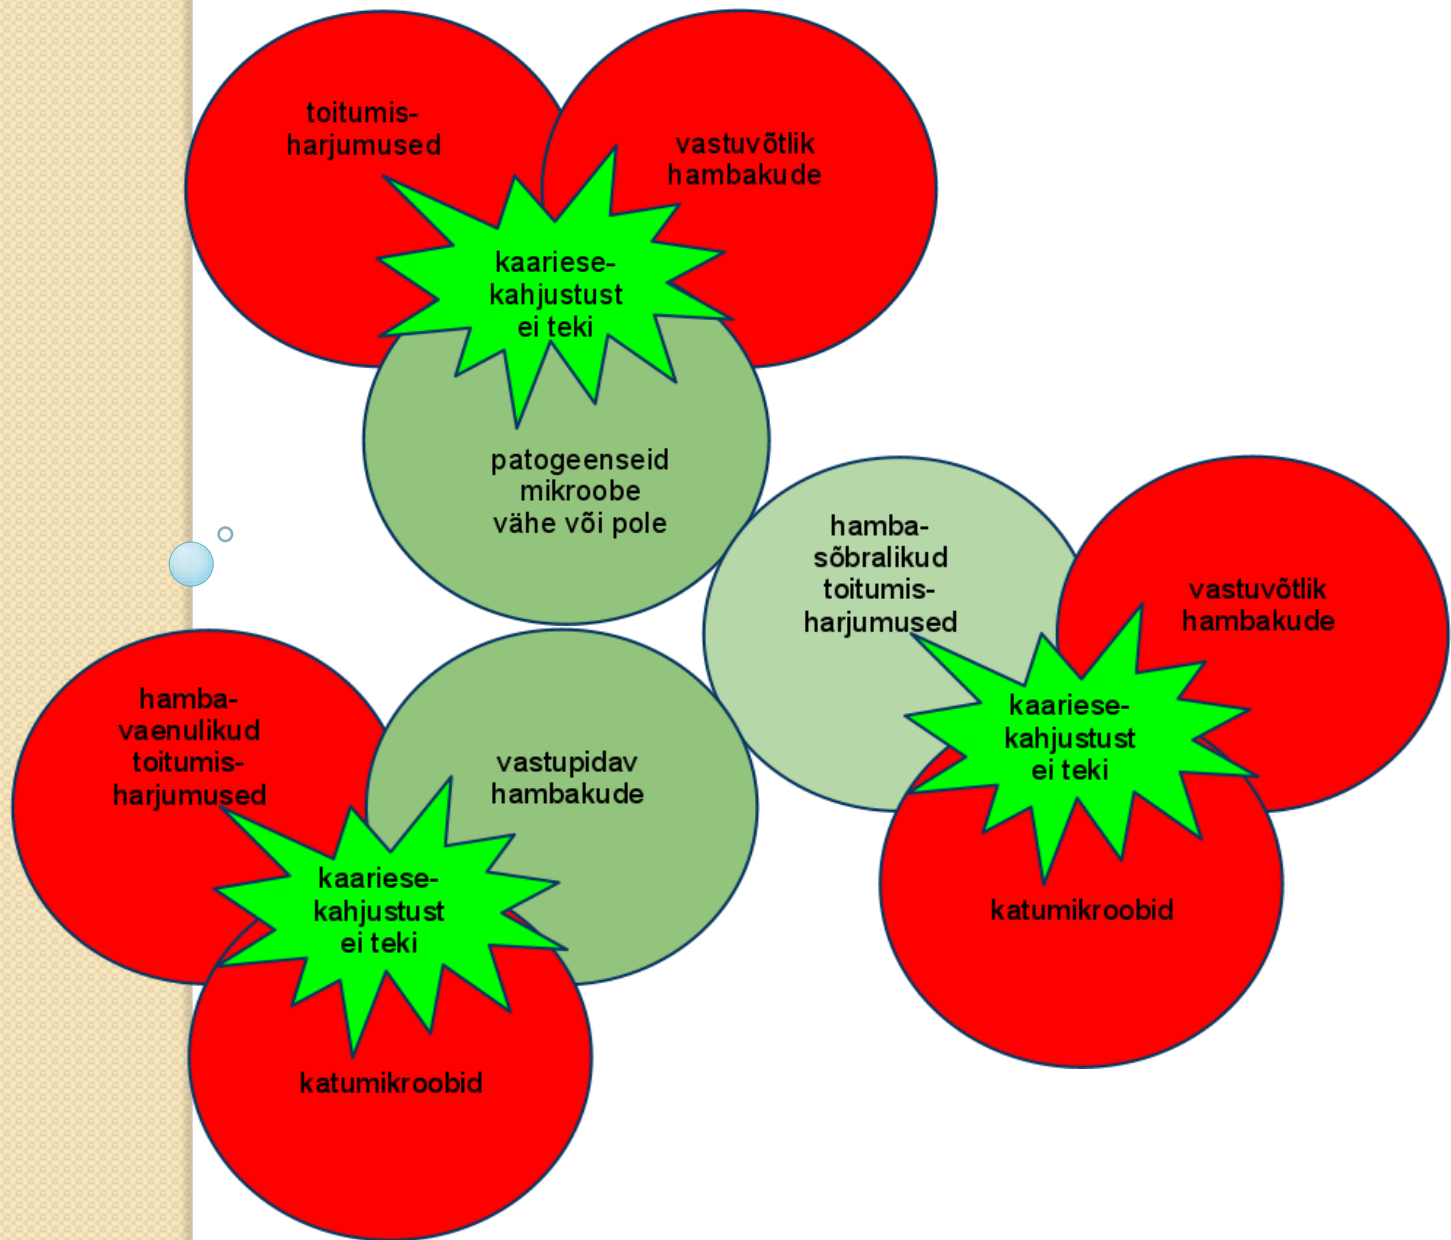 toitumis-
harjumused
vastuvõtlik
hambakude
kaariese-
kahjustust
ei teki
patogeenseid
mikroobe
vähe või pole
hamba-
sõbralikud
toitumis-
harjumused
vastuvõtlik
hambakude
kaariese-
kahjustust
ei teki
katumikroobid
hamba-
vaenulikud
toitumis-
harjumused
vastupidav
hambakude
kaariese-
kahjustust
ei teki
katumikroobid